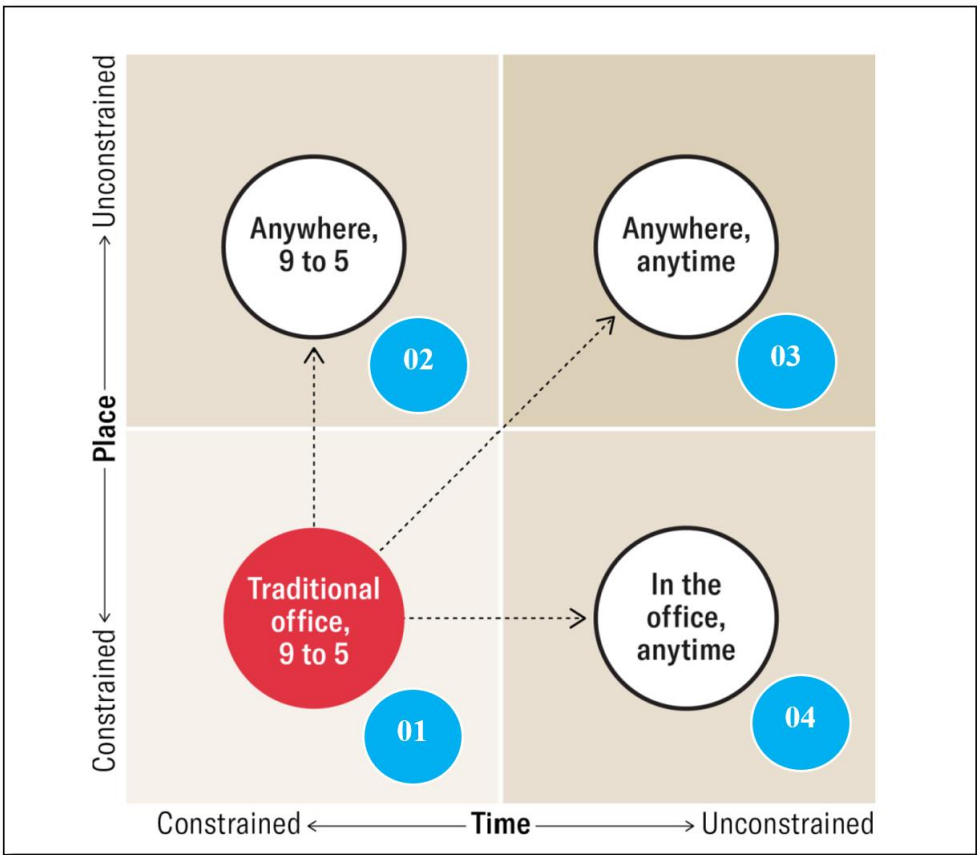 Unconstrained
Place
Constrained
Anywhere,
9 to 5
02
Anywhere,
anytime
03
Traditional
office,
9 to 5
01
In the
office,
anytime
04
Constrained
Time
Unconstrained